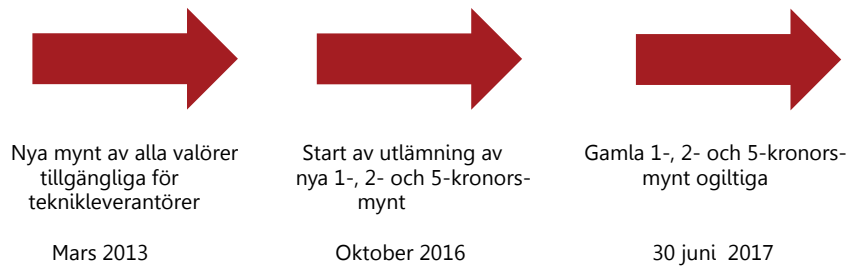 Nya mynt av alla valörer
tillgängliga för
teknikleverantörer
Mars 2013
Start av utlämning av
nya 1-, 2- och 5-kronors-
mynt
Oktober 2016
Gamla 1-, 2- och 5-kronors-
mynt ogiltiga
30 juni  2017